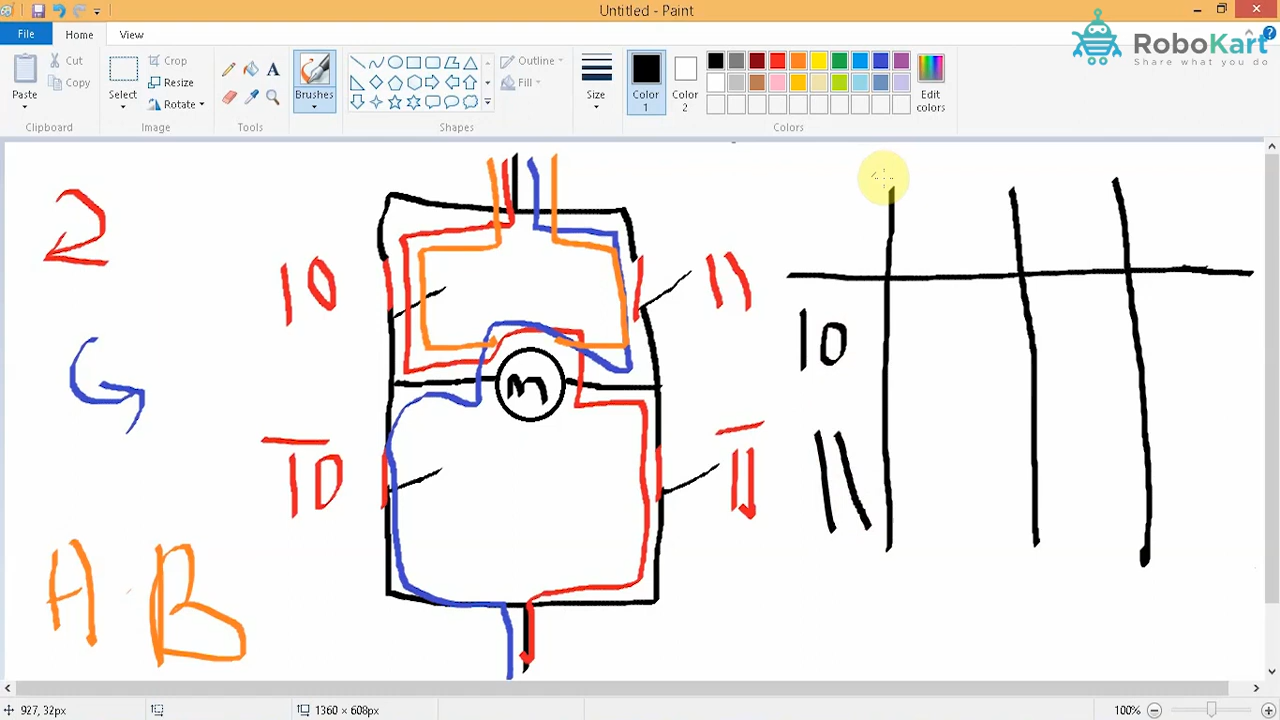 Untitled - Paint
File Home View
RoboKart
Share what you do
Paste
Cut
Copy
Clipboard
Select
Crop
Resize
Rotate
Image
A
Tools
Brushes
Shapes
Outline
Fill
Size
Color 1
Color 2
Edit colors
Colors
2
10
11
10
m
10
11
11
A B
927, 32px
1360 × 608px
100%